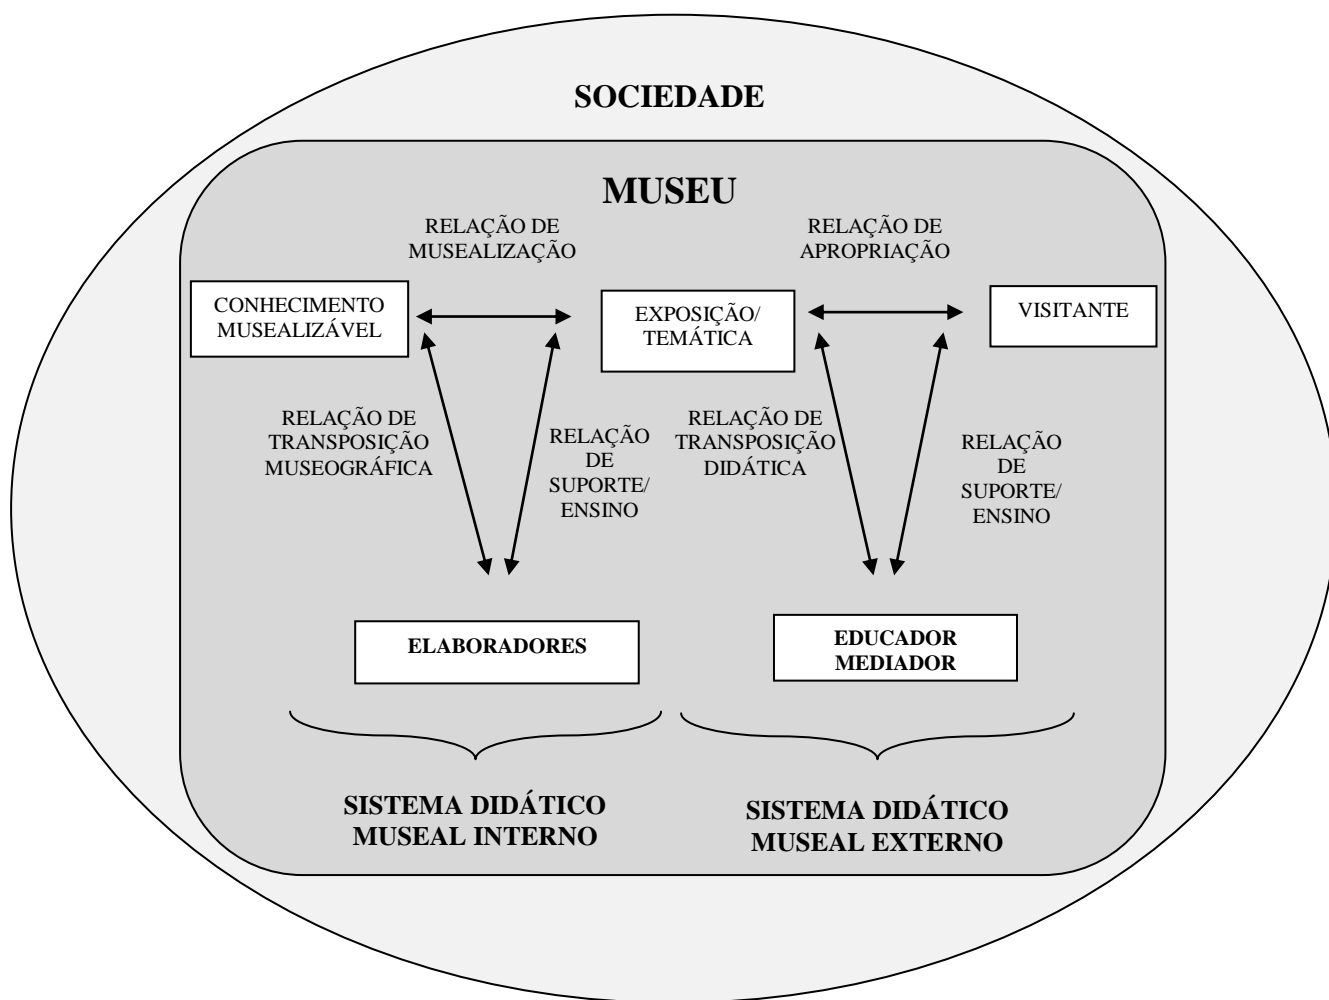 SOCIEDADE
MUSEU
RELAÇÃO DE
MUSEALIZAÇÃO
RELAÇÃO DE
APROPRIAÇÃO
CONHECIMENTO
MUSEALIZÁVEL
EXPOSIÇÃO/
TEMÁTICA
VISITANTE
RELAÇÃO DE
TRANSPOSIÇÃO
MUSEOGRÁFICA
RELAÇÃO
DE
SUPORTE/
ENSINO
RELAÇÃO DE
TRANSPOSIÇÃO
DIDÁTICA
RELAÇÃO
DE
SUPORTE/
ENSINO
ELABORADORES
EDUCADOR
MEDIADOR
SISTEMA DIDÁTICO
MUSEAL INTERNO
SISTEMA DIDÁTICO
MUSEAL EXTERNO